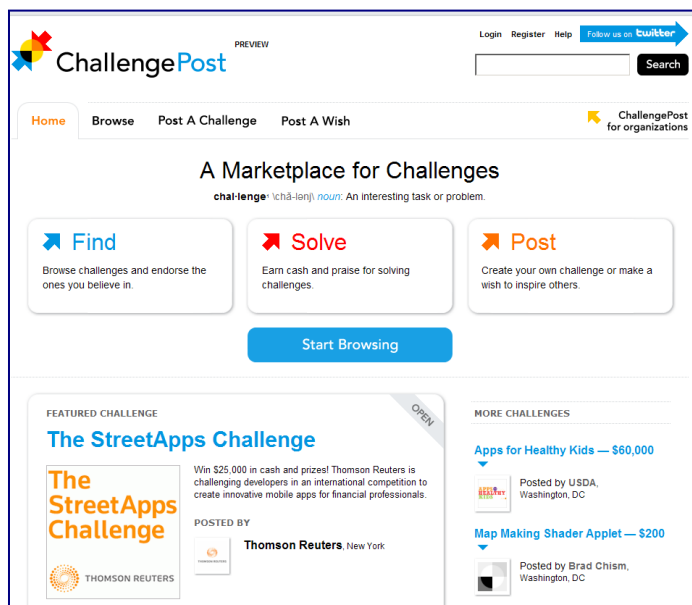 Login Register Help Follow us on twitter
ChallengePost PREVIEW
Search
Home Browse Post A Challenge Post A Wish
ChallengePost
for organizations
A Marketplace for Challenges
chal·lenge¹ \chă-lənj\ noun: An interesting task or problem.
Find
Browse challenges and endorse the
ones you believe in.
Solve
Earn cash and praise for solving
challenges.
Post
Create your own challenge or make a
wish to inspire others.
Start Browsing
FEATURED CHALLENGE
OPEN
The StreetApps Challenge
The
StreetApps
Challenge
THOMSON REUTERS
Win $25,000 in cash and prizes! Thomson Reuters is
challenging developers in an international competition to
create innovative mobile apps for financial professionals.
POSTED BY
THOMSON REUTERS
Thomson Reuters, New York
MORE CHALLENGES
Apps for Healthy Kids — $60,000
APPS
HEALTHY
KIDS
Posted by USDA,
Washington, DC
Map Making Shader Applet — $200
Posted by Brad Chism,
Washington, DC